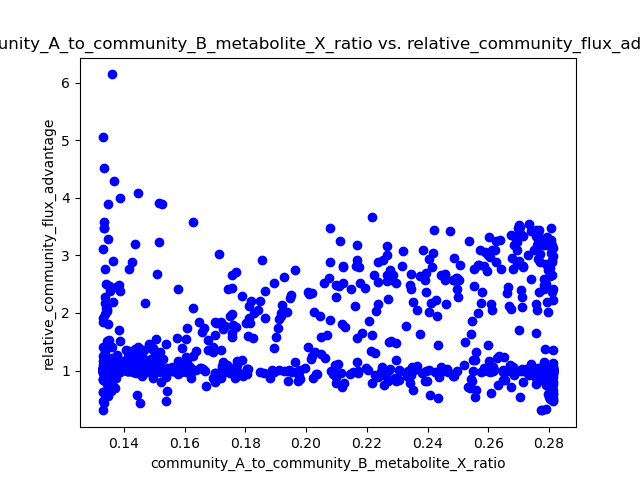 unity_A_to_community_B_metabolite_X_ratio vs. relative_community_flux_ad
6
5
4
3
2
1
relative_community_flux_advantage
0.14 0.16 0.18 0.20 0.22 0.24 0.26 0.28
community_A_to_community_B_metabolite_X_ratio